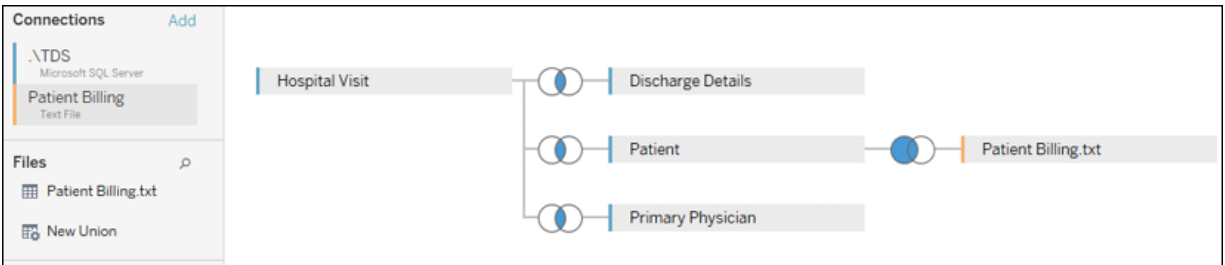 Connections Add
.\TDS
Microsoft SQL Server
Patient Billing
Text File
Files
Patient Billing.txt
New Union
Hospital Visit
Discharge Details
Patient
Patient Billing.txt
Primary Physician